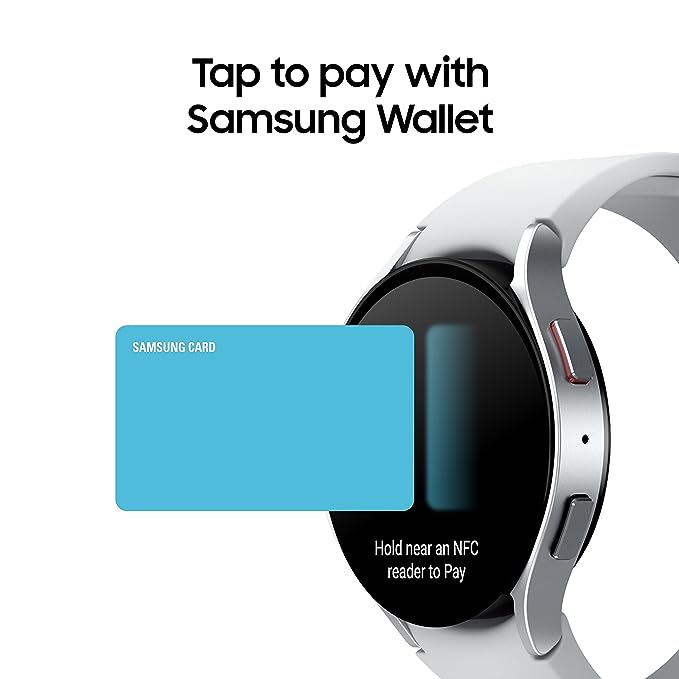 Tap to pay with
Samsung Wallet
SAMSUNG CARD
Hold near an NFC
reader to Pay